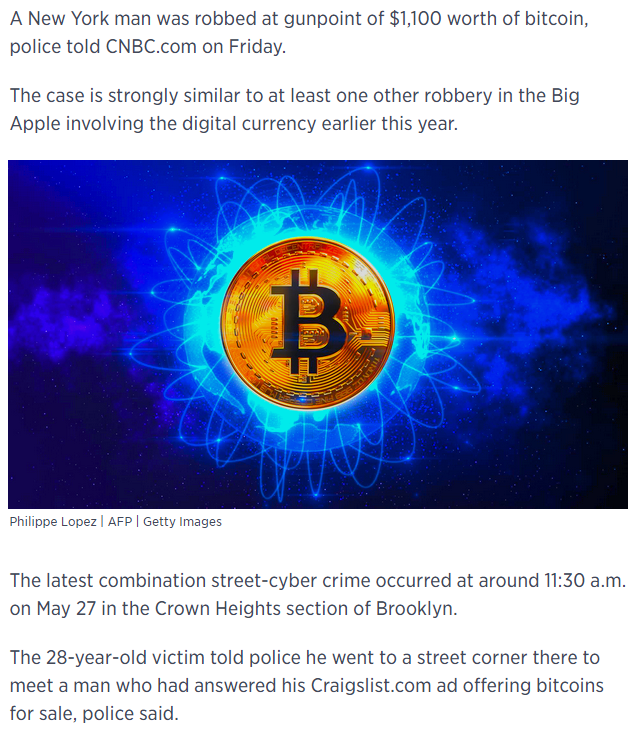 A New York man was robbed at gunpoint of $1,100 worth of bitcoin,
police told CNBC.com on Friday.
The case is strongly similar to at least one other robbery in the Big
Apple involving the digital currency earlier this year.
Philippe Lopez | AFP | Getty Images
The latest combination street-cyber crime occurred at around 11:30 a.m.
on May 27 in the Crown Heights section of Brooklyn.
The 28-year-old victim told police he went to a street corner there to
meet a man who had answered his Craigslist.com ad offering bitcoins
for sale, police said.